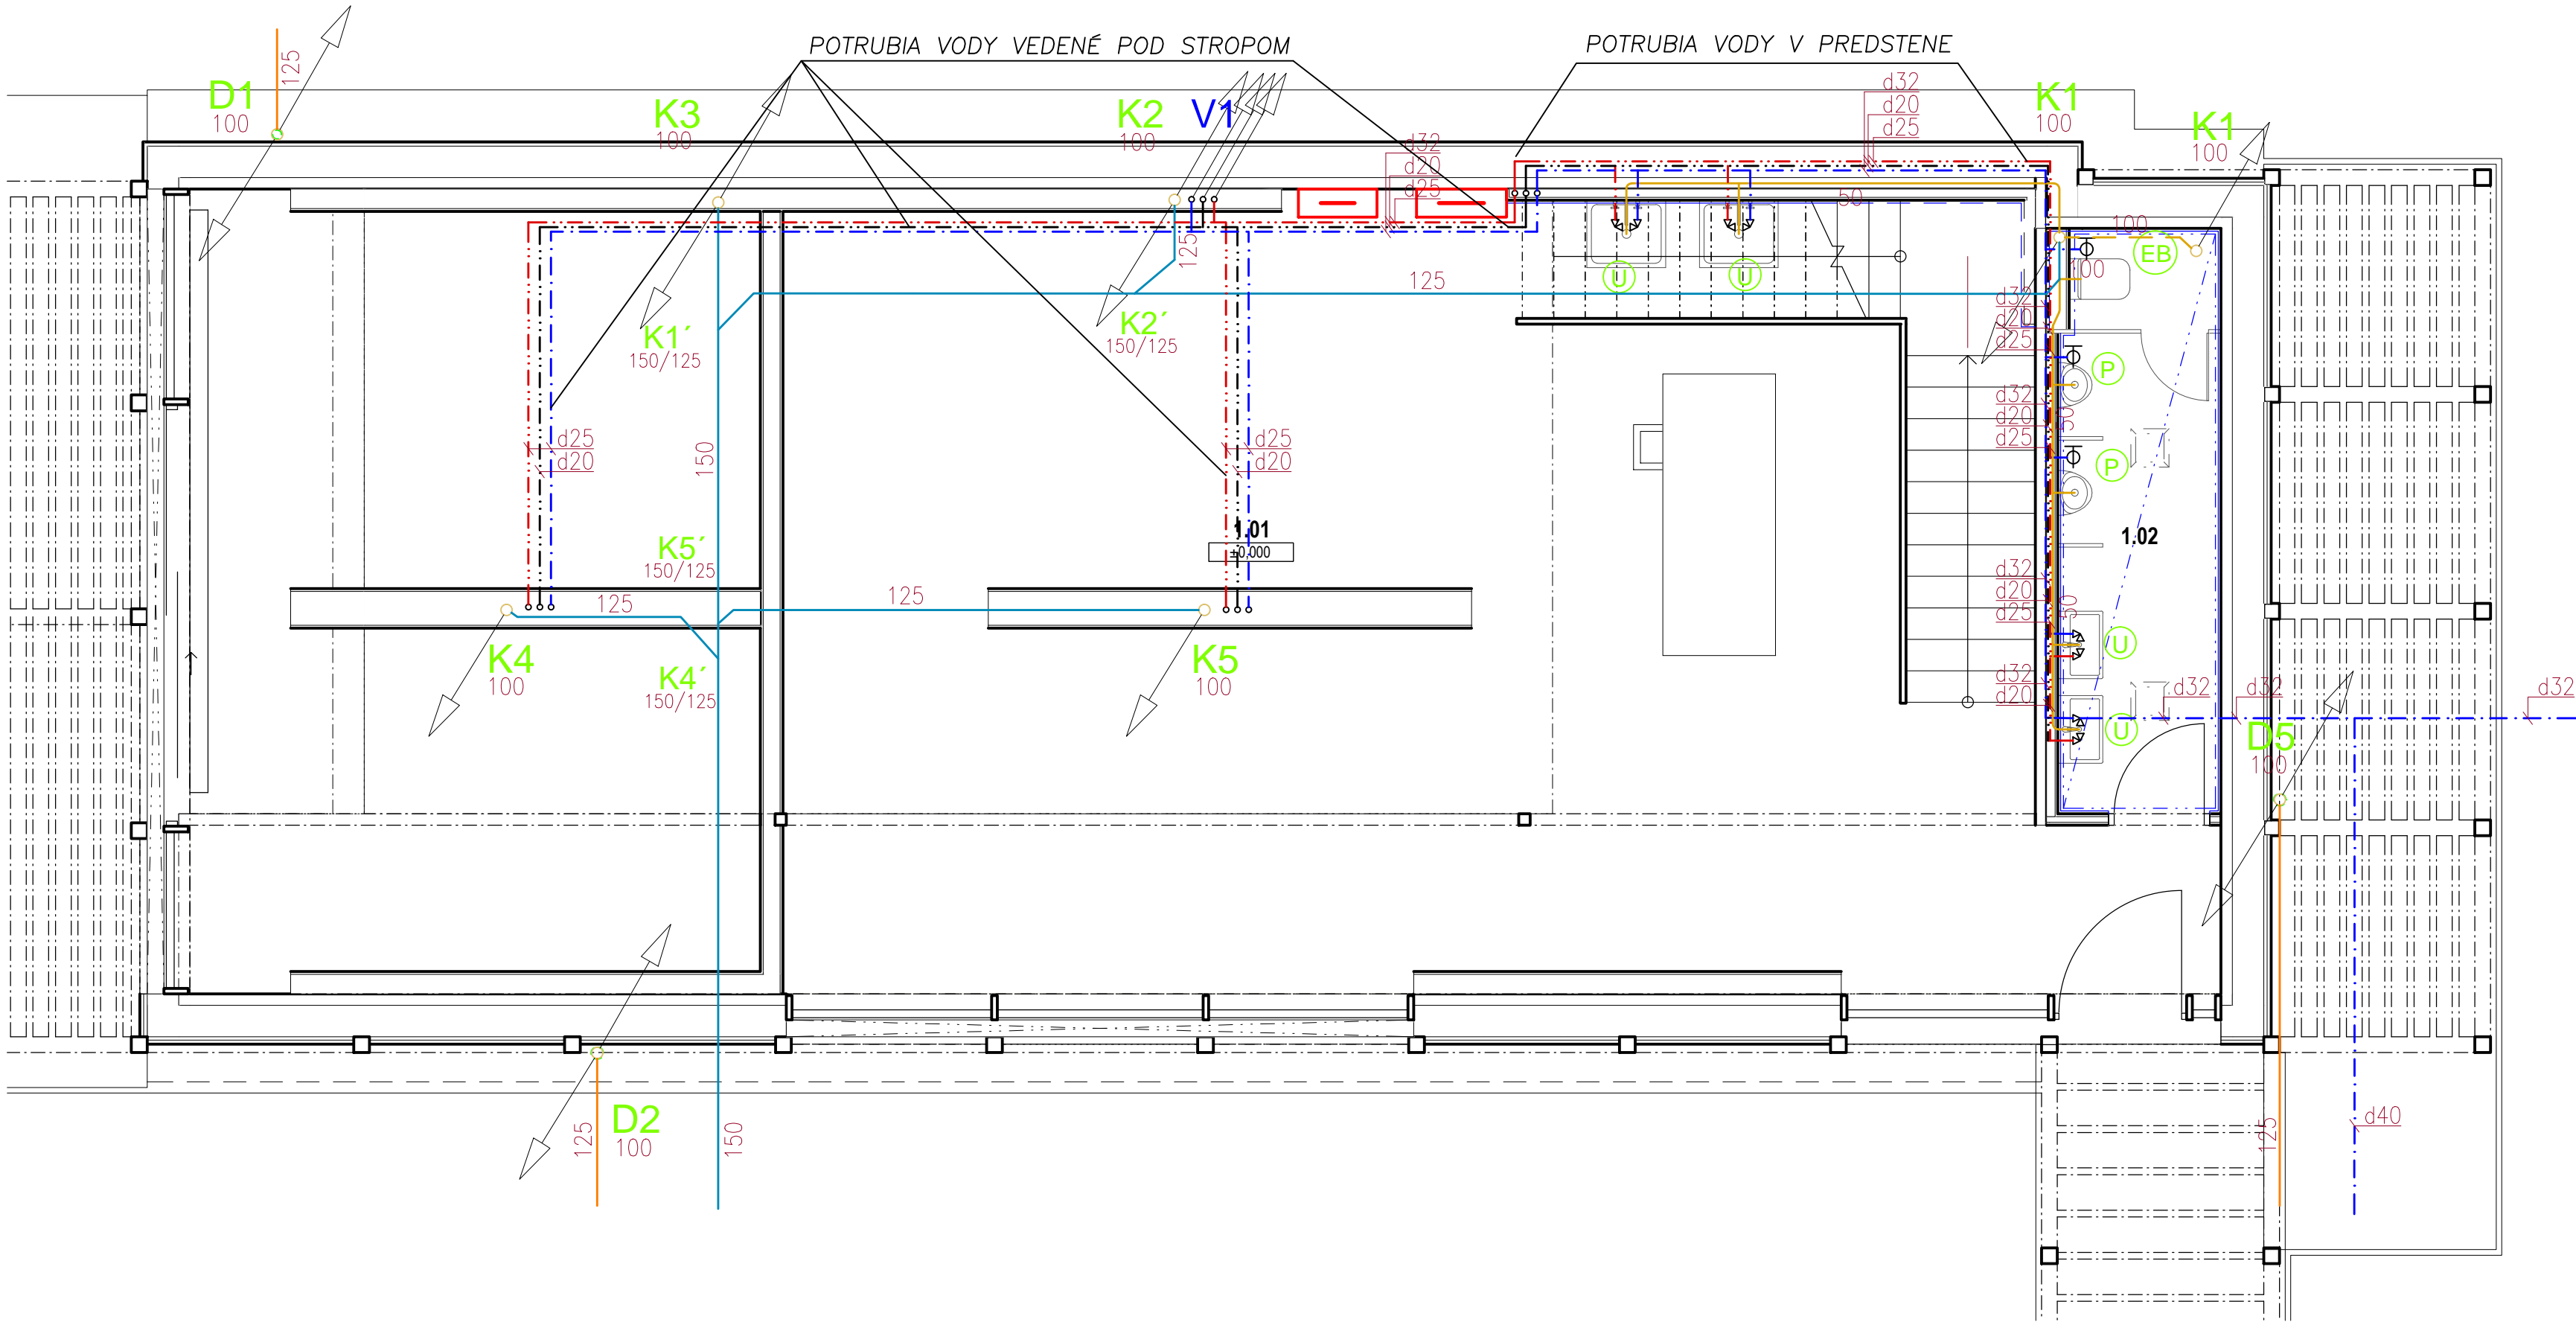 POTRUBIA VODY VEDENÉ POD STROPOM
POTRUBIA VODY V PREDSTENE
D1
100
125
K3
100
K2
100
V1
d32
d20
d25
d32
d20
d25
K1
100
K1
100
50
100
EB
100
125
125
U
U
K1´
150/125
K2´
150/125
d32
d20
d25
P
d25
d20
150
d25
d20
d32
d20
d25
50
P
1.01
±0,000
1.02
K5´
150/125
125
125
d32
d20
d25
50
U
K4
100
K4´
150/125
K5
100
d32
d20
d32
d32
d32
U
D5
100
D2
100
125
150
125
d40